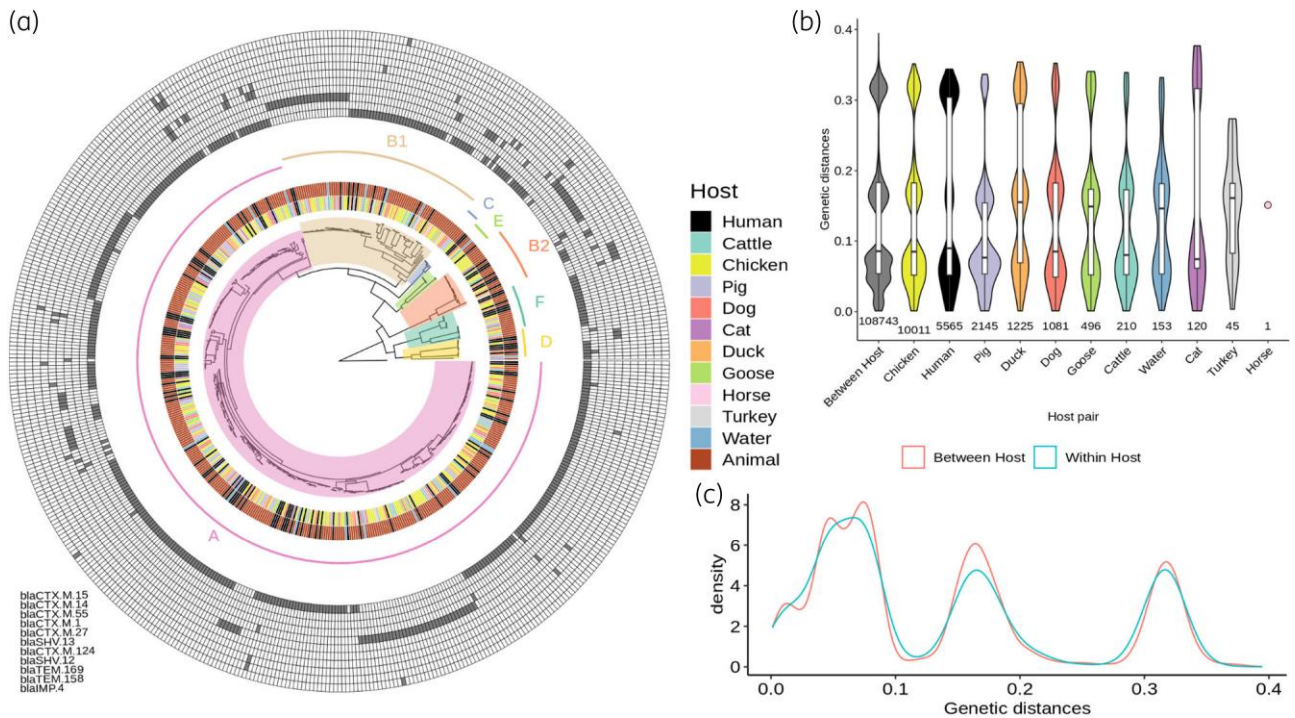 (a)
B1
C
E
B2
F
D
A
blaCTX.M.15
blaCTX.M.14
blaCTX.M.55
blaCTX.M.1
blaCTX.M.27
blaSHV.13
blaCTX.M.124
blaSHV.12
blaTEM.169
blaTEM.158
blaIMP.4
Host
Human
Cattle
Chicken
Pig
Dog
Cat
Duck
Goose
Horse
Turkey
Water
Animal
(b)
Genetic distances
0.4
0.3
0.2
0.1
0.0
108743 10011 5565 2145 1225 1081 496 210 153 120 45 1
Between Host Chicken Human Pig Duck Dog Goose Cattle Water Cat Turkey Horse
Host pair
Between Host Within Host
(c)
density
8
6
4
2
0
0.0 0.1 0.2 0.3 0.4
Genetic distances